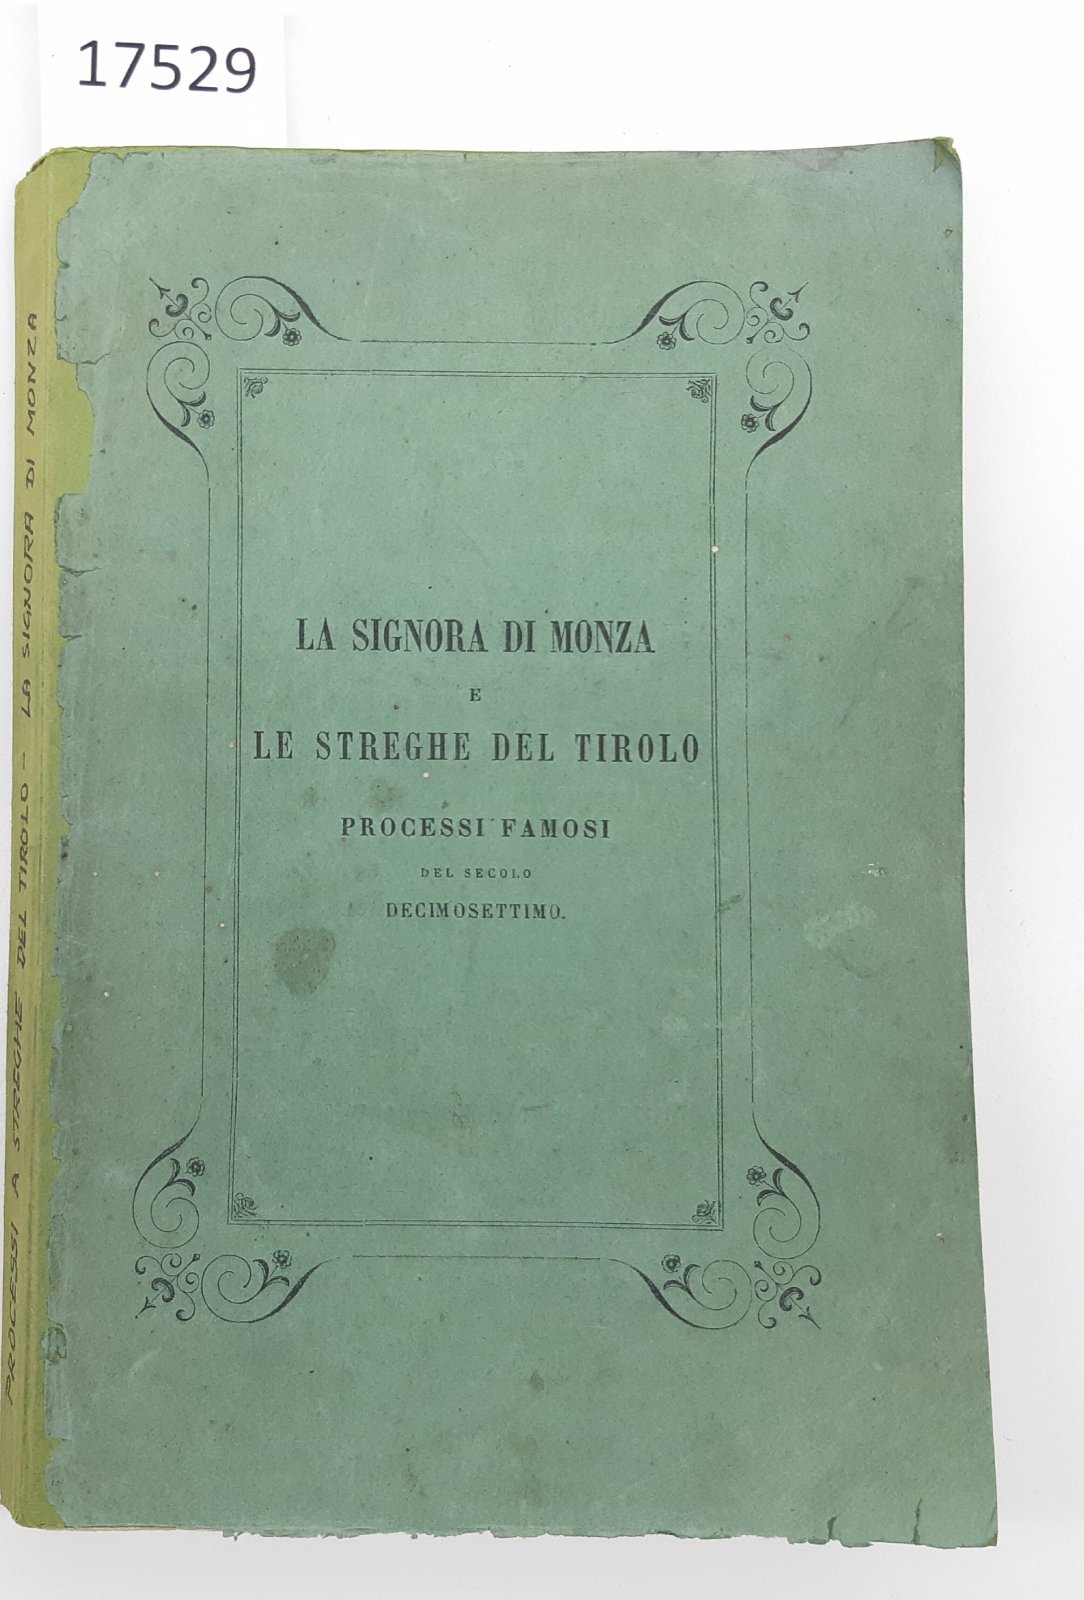 17529
LA SIGNORA DI MONZA
E
LE STREGHE DEL TIROLO
PROCESSI FAMOSI
DEL SECOLO
DECIMOSETTIMO.
PROCESSI A STREGHE DEL TIROLO - LA SIGNORA DI MONZA